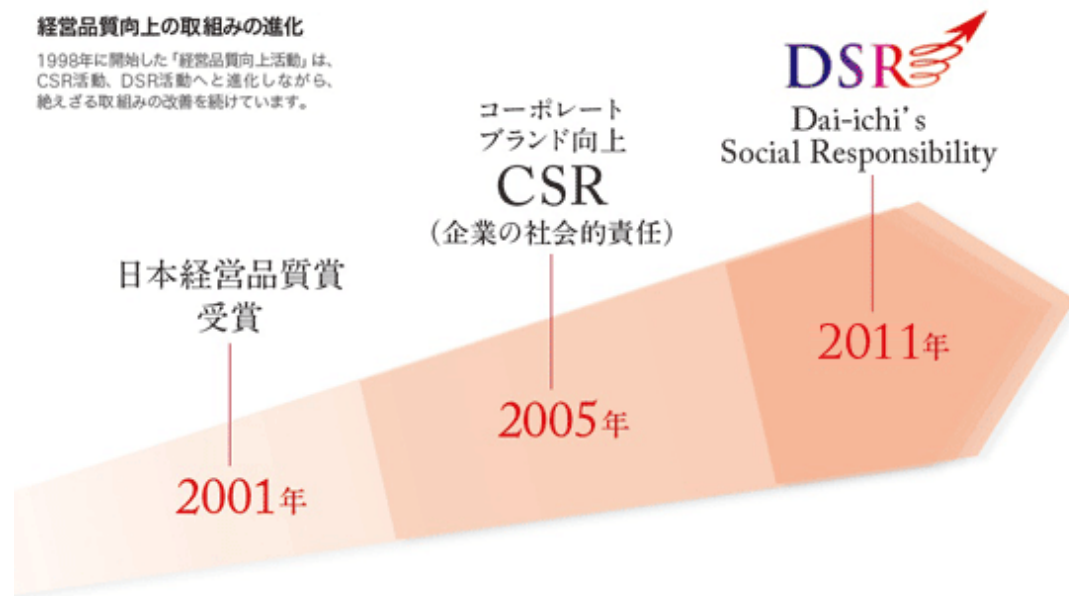 経営品質向上の取組みの進化
1998年に開始した「経営品質向上活動」は、
CSR活動、DSR活動へと進化しながら、
絶えざる取組みの改善を続けています。
日本経営品質賞
受賞
2001年
コーポレート
ブランド向上
CSR
（企業の社会的責任）
2005年
DSR
Dai-ichi's
Social Responsibility
2011年